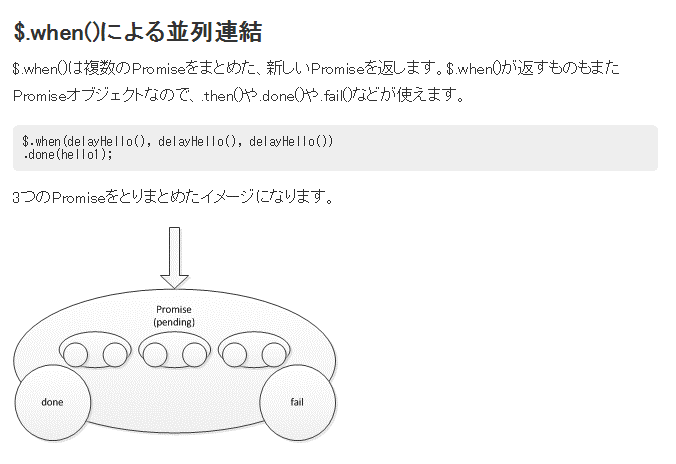 $.when()による並列連結
$.when()は複数のPromiseをまとめた、新しいPromiseを返します。$.when()が返すものもまた
Promiseオブジェクトなので、.then()や.done()や.fail()などが使えます。
$.when(delayHello(), delayHello(), delayHello())
.done(hello1);
3つのPromiseをとりまとめたイメージになります。
Promise
(pending)
done
fail